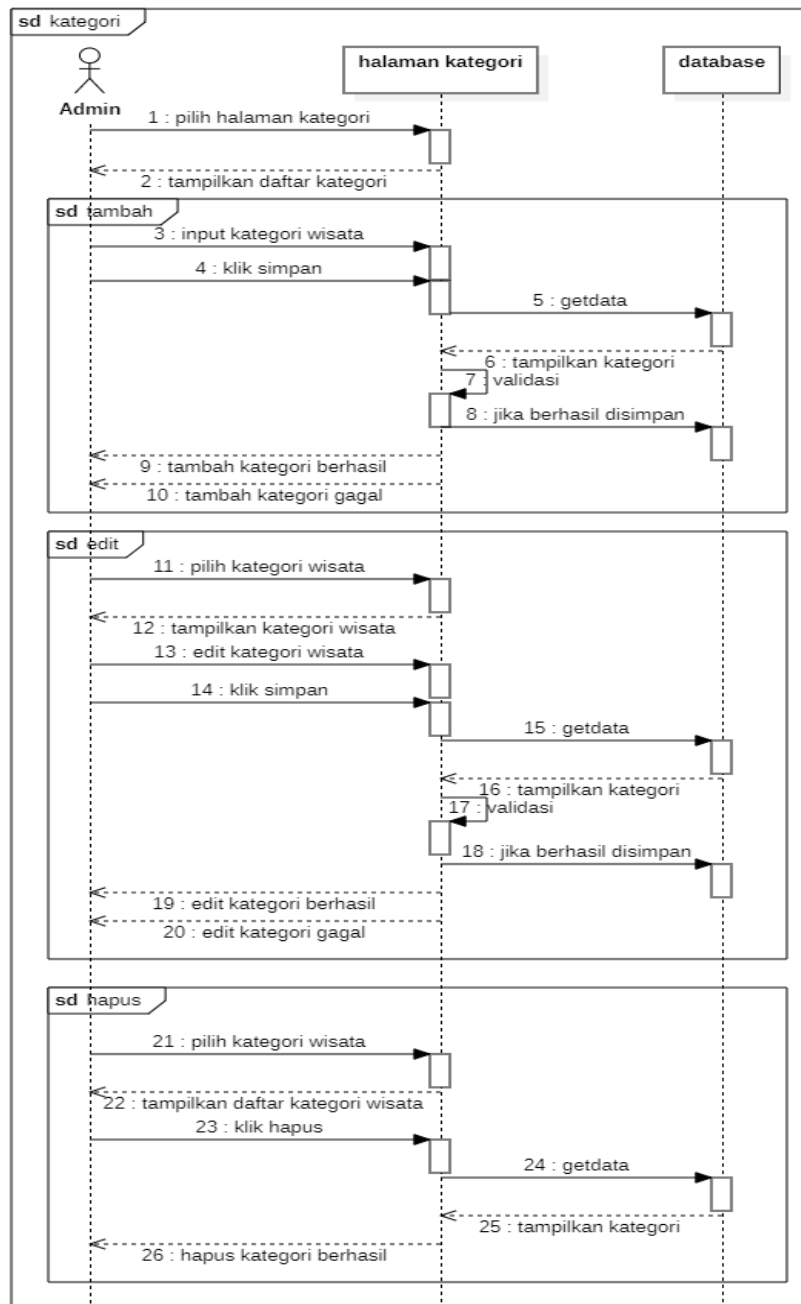 sd kategori
Admin
halaman kategori
database
1 : pilih halaman kategori
2 : tampilkan daftar kategori
sd tambah
3 : input kategori wisata
4 : klik simpan
5 : getdata
6 : tampilkan kategori
7 : validasi
8 : jika berhasil disimpan
9 : tambah kategori berhasil
10 : tambah kategori gagal
sd edit
11 : pilih kategori wisata
12 : tampilkan kategori wisata
13 : edit kategori wisata
14 : klik simpan
15 : getdata
16 : tampilkan kategori
17 : validasi
18 : jika berhasil disimpan
19 : edit kategori berhasil
20 : edit kategori gagal
sd hapus
21 : pilih kategori wisata
22 : tampilkan daftar kategori wisata
23 : klik hapus
24 : getdata
25 : tampilkan kategori
26 : hapus kategori berhasil